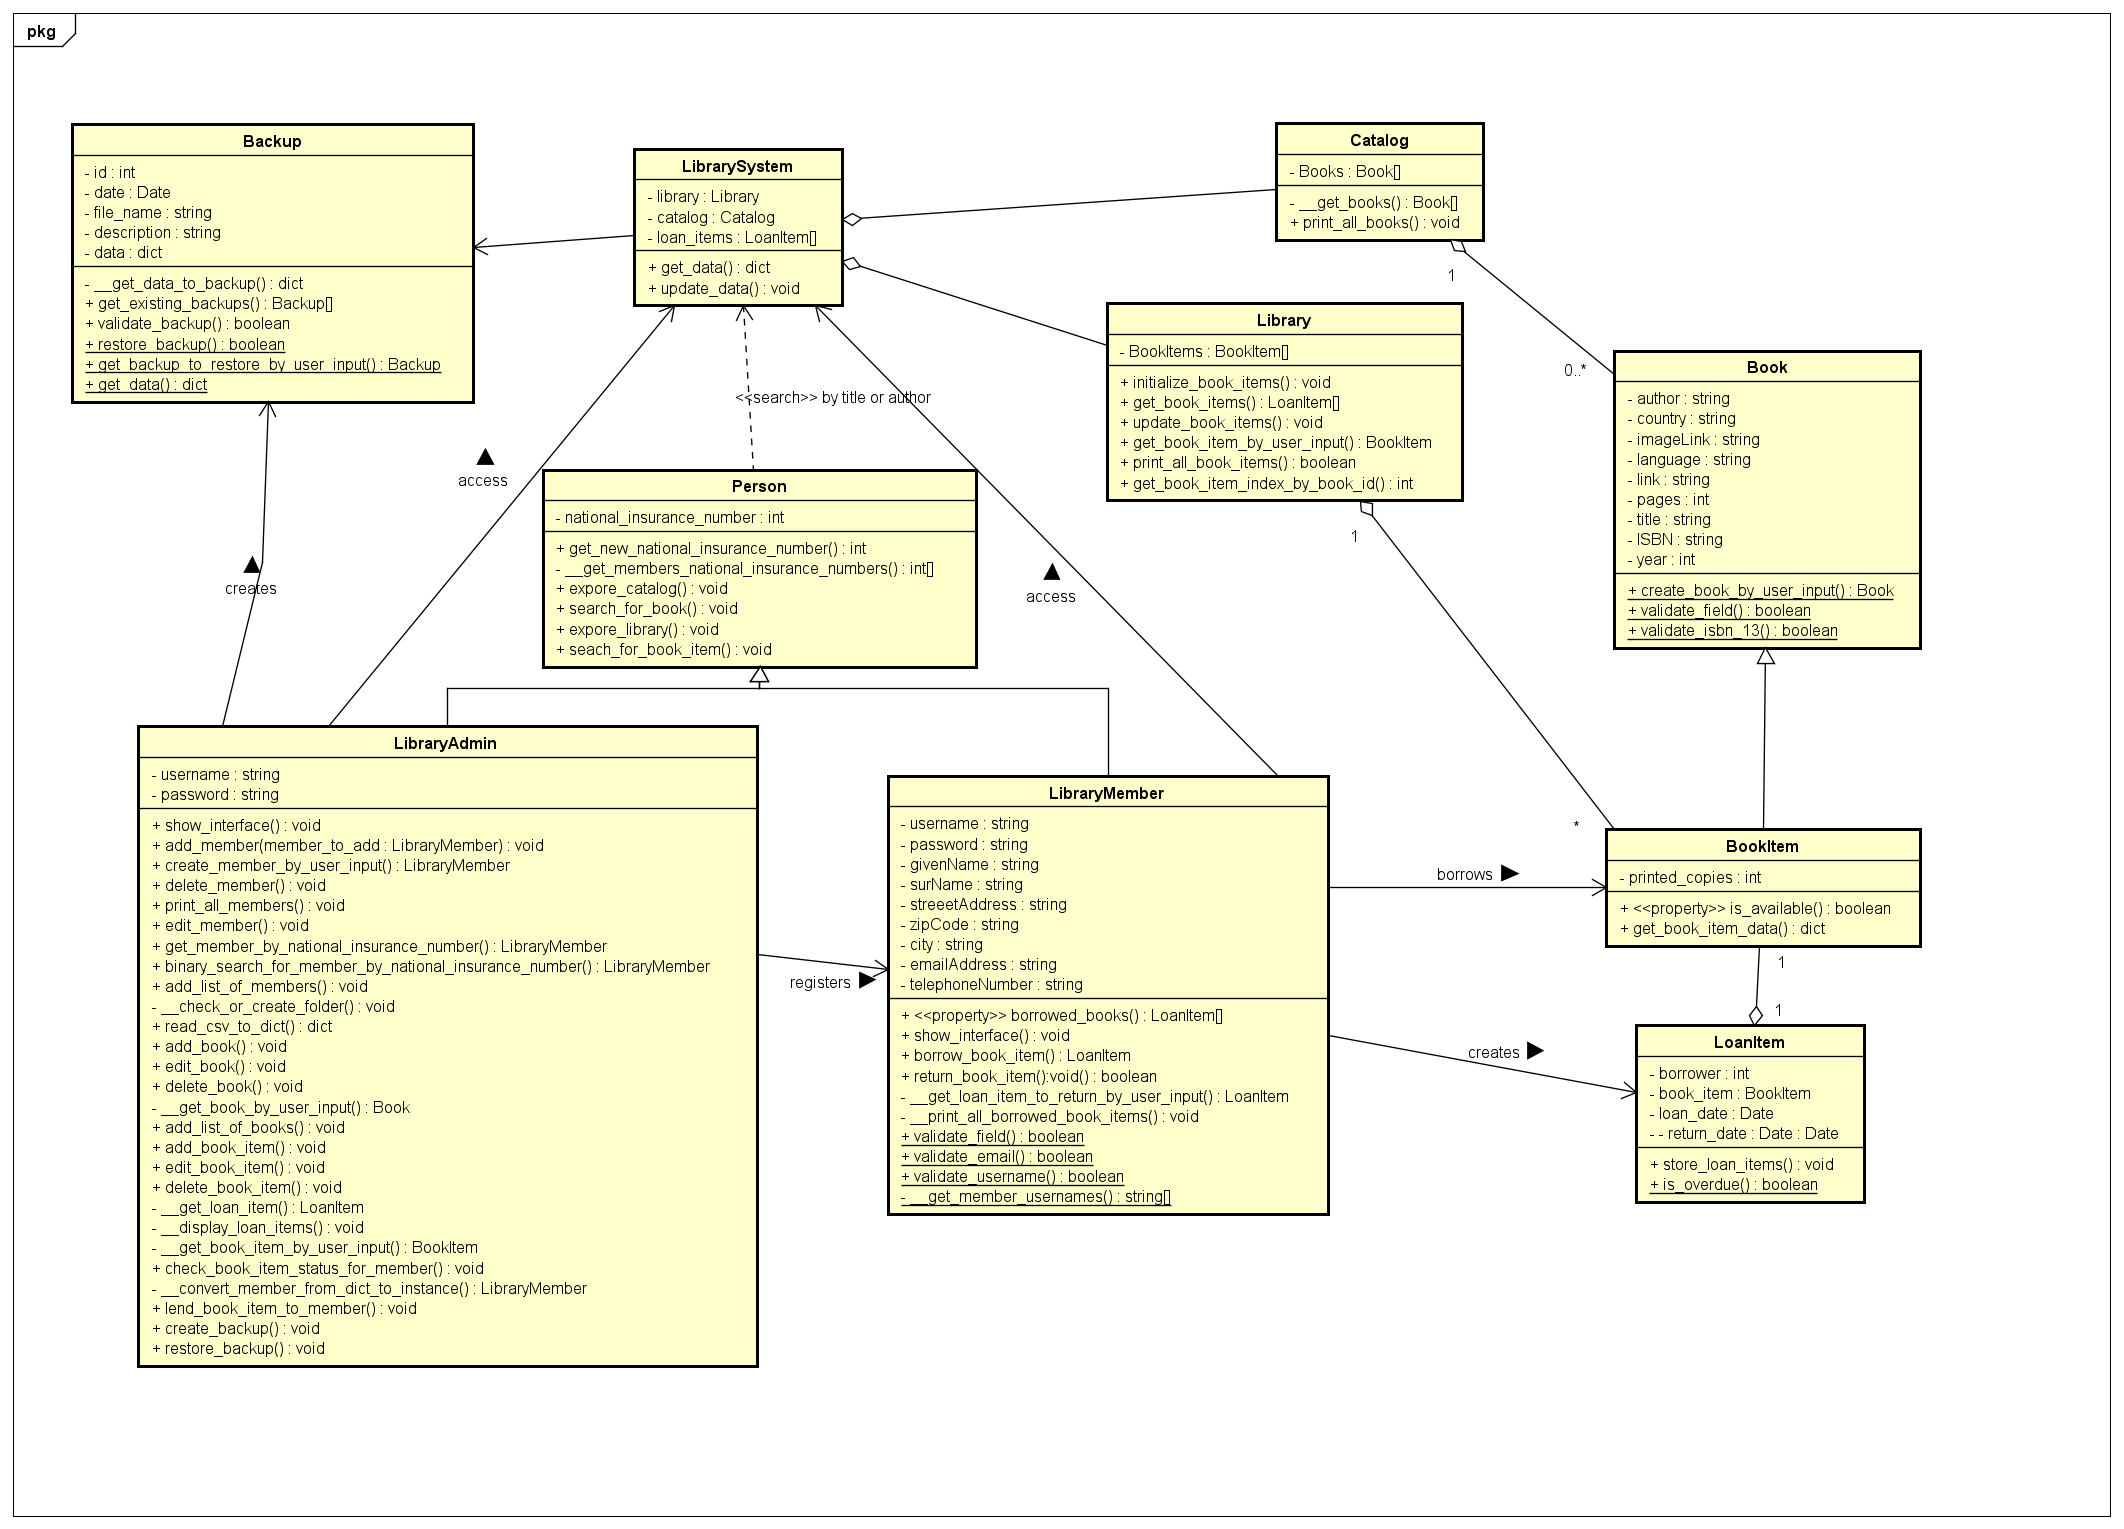 pkg
Backup
- id : int
- date : Date
- file_name : string
- description : string
- data : dict
- __get_data_to_backup() : dict
+ get_existing_backups() : Backup[]
+ validate_backup() : boolean
+ restore_backup() : boolean
+ get_backup_to_restore_by_user_input() : Backup
+ get_data() : dict
LibrarySystem
- library : Library
- catalog : Catalog
- loan_items : LoanItem[]
+ get_data() : dict
+ update_data() : void
Catalog
- Books : Book[]
- __get_books() : Book[]
+ print_all_books() : void
1
0..*
Library
- BookItems : BookItem[]
+ initialize_book_items() : void
+ get_book_items() : LoanItem[]
+ update_book_items() : void
+ get_book_item_by_user_input() : BookItem
+ print_all_book_items() : boolean
+ get_book_item_index_by_book_id() : int
1
*
Book
- author : string
- country : string
- imageLink : string
- language : string
- link : string
- pages : int
- title : string
- ISBN : string
- year : int
+ create_book_by_user_input() : Book
+ validate_field() : boolean
+ validate_isbn_13() : boolean
<<search>> by title or author
access
creates
access
Person
- national_insurance_number : int
+ get_new_national_insurance_number() : int
- __get_members_national_insurance_numbers() : int[]
+ expore_catalog() : void
+ search_for_book() : void
+ expore_library() : void
+ seach_for_book_item() : void
LibraryAdmin
- username : string
- password : string
+ show_interface() : void
+ add_member(member_to_add : LibraryMember) : void
+ create_member_by_user_input() : LibraryMember
+ delete_member() : void
+ print_all_members() : void
+ edit_member() : void
+ get_member_by_national_insurance_number() : LibraryMember
+ binary_search_for_member_by_national_insurance_number() : LibraryMember
+ add_list_of_members() : void
- __check_or_create_folder() : void
+ read_csv_to_dict() : dict
+ add_book() : void
+ edit_book() : void
+ delete_book() : void
- __get_book_by_user_input() : Book
+ add_list_of_books() : void
+ add_book_item() : void
+ edit_book_item() : void
+ delete_book_item() : void
- __get_loan_item() : LoanItem
- __display_loan_items() : void
- __get_book_item_by_user_input() : BookItem
+ check_book_item_status_for_member() : void
- __convert_member_from_dict_to_instance() : LibraryMember
+ lend_book_item_to_member() : void
+ create_backup() : void
+ restore_backup() : void
registers
LibraryMember
- username : string
- password : string
- givenName : string
- surName : string
- streeetAddress : string
- zipCode : string
- city : string
- emailAddress : string
- telephoneNumber : string
+ <<property>> borrowed_books() : LoanItem[]
+ show_interface() : void
+ borrow_book_item() : LoanItem
+ return_book_item():void() : boolean
- __get_loan_item_to_return_by_user_input() : LoanItem
- __print_all_borrowed_book_items() : void
+ validate_field() : boolean
+ validate_email() : boolean
+ validate_username() : boolean
- __get_member_usernames() : string[]
borrows
creates
BookItem
- printed_copies : int
+ <<property>> is_available() : boolean
+ get_book_item_data() : dict
1
1
LoanItem
- borrower : int
- book_item : BookItem
- loan_date : Date
- - return_date : Date : Date
+ store_loan_items() : void
+ is_overdue() : boolean